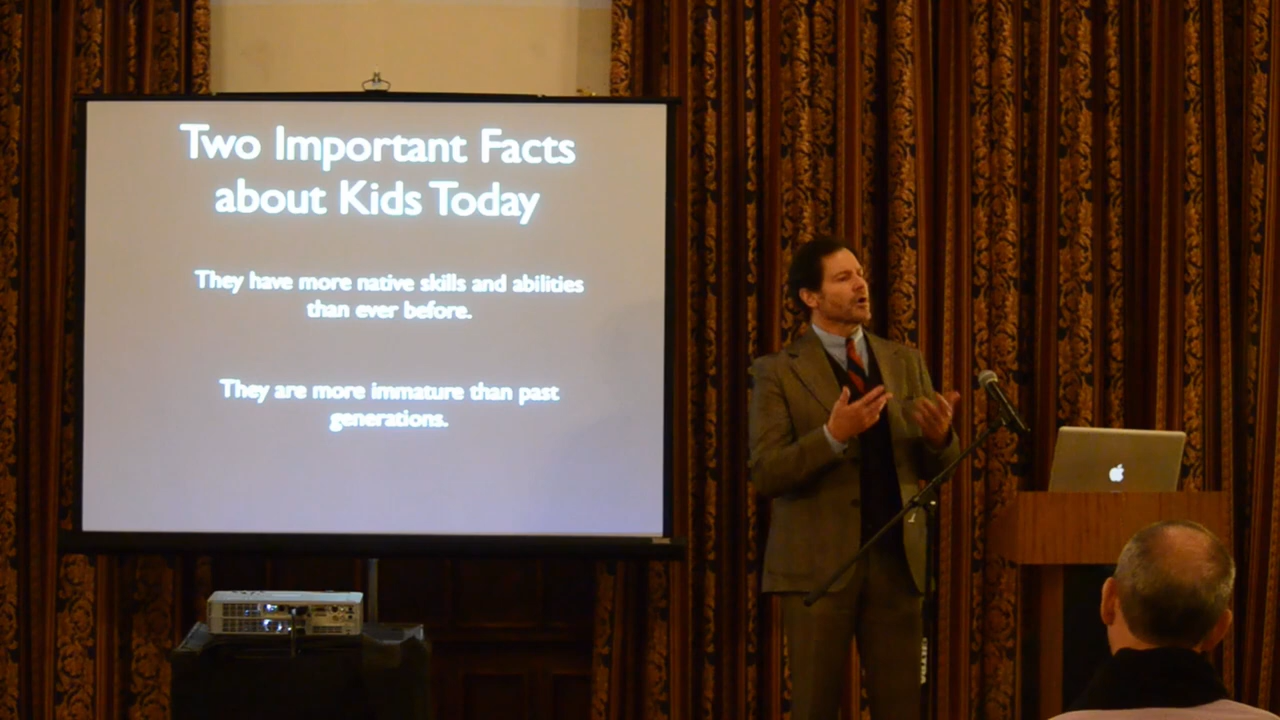 Two Important Facts
about Kids Today
They have more native skills and abilities
than ever before.
They are more immature than past
generations.